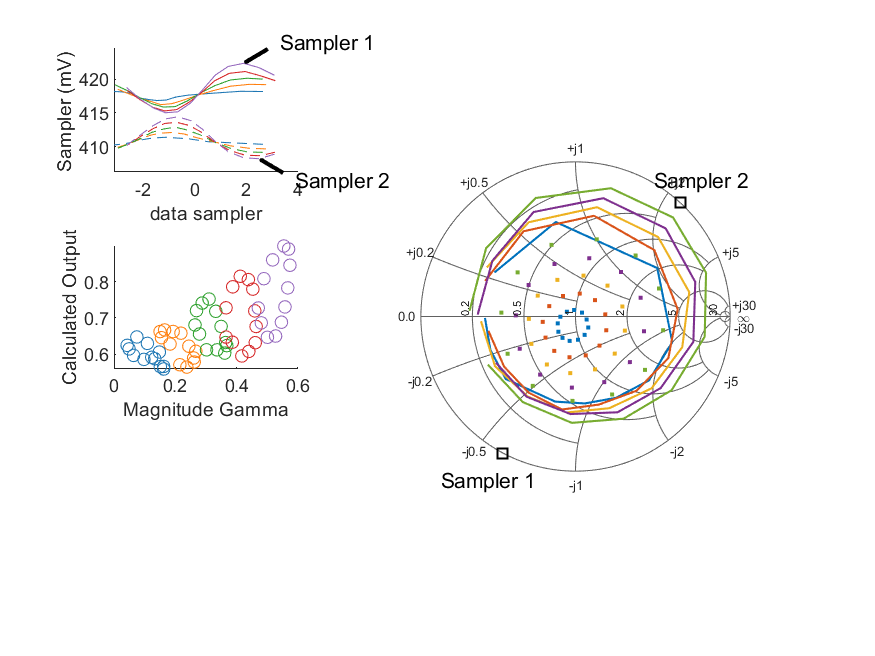 Sampler 1
Sampler (mV)
420
415
410
-2
0
2
4
data sampler
Sampler 2
Calculated Output
0.8
0.7
0.6
0
0.2
0.4
0.6
Magnitude Gamma
+j1
+j0.5
Sampler 2
+j0.2
+j5
0.0
0.2
0.5
1
2
5
30
+j30
∞
-j30
-j0.2
-j5
-j0.5
-j2
Sampler 1
-j1